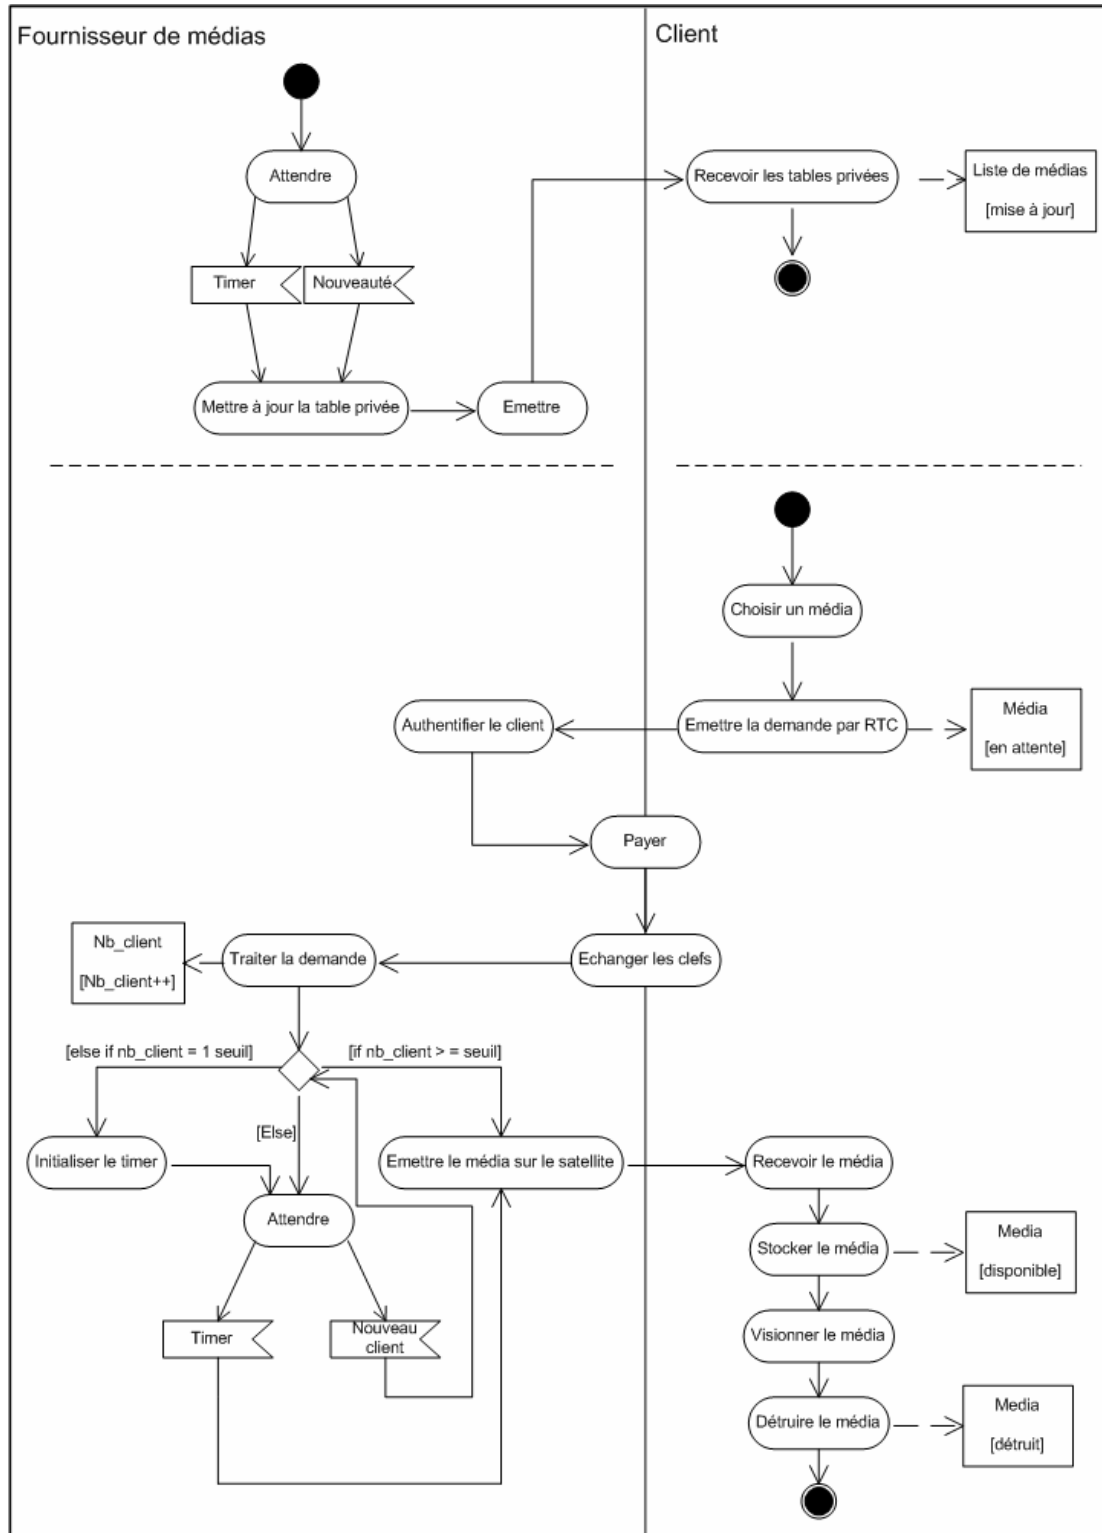 Fournisseur de médias
Client
Attendre
Recevoir les tables privées
Liste de médias
[mise à jour]
Timer
Nouveauté
Mettre à jour la table privée
Emettre
Choisir un média
Authentifier le client
Emettre la demande par RTC
Média
[en attente]
Payer
Nb_client
[Nb_client++]
Traiter la demande
Echanger les clefs
[else if nb_client = 1 seuil]
[if nb_client > = seuil]
[Else]
Initialiser le timer
Emettre le média sur le satellite
Recevoir le média
Attendre
Stocker le média
Media
[disponible]
Timer
Nouveau
client
Visionner le média
Détruire le média
Media
[détruit]